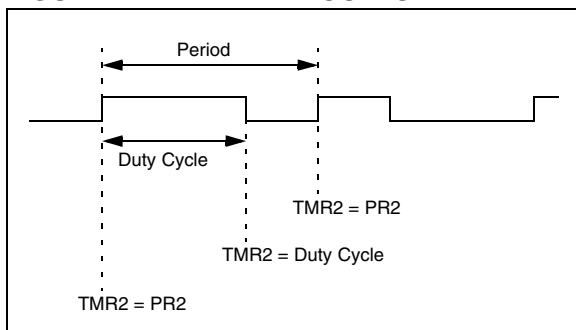 Period
Duty Cycle
TMR2 = PR2
TMR2 = Duty Cycle
TMR2 = PR2